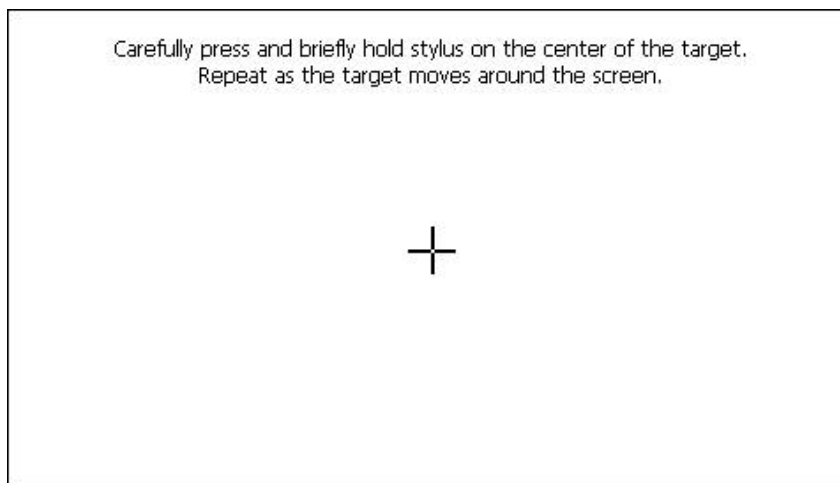 Carefully press and briefly hold stylus on the center of the target.
Repeat as the target moves around the screen.